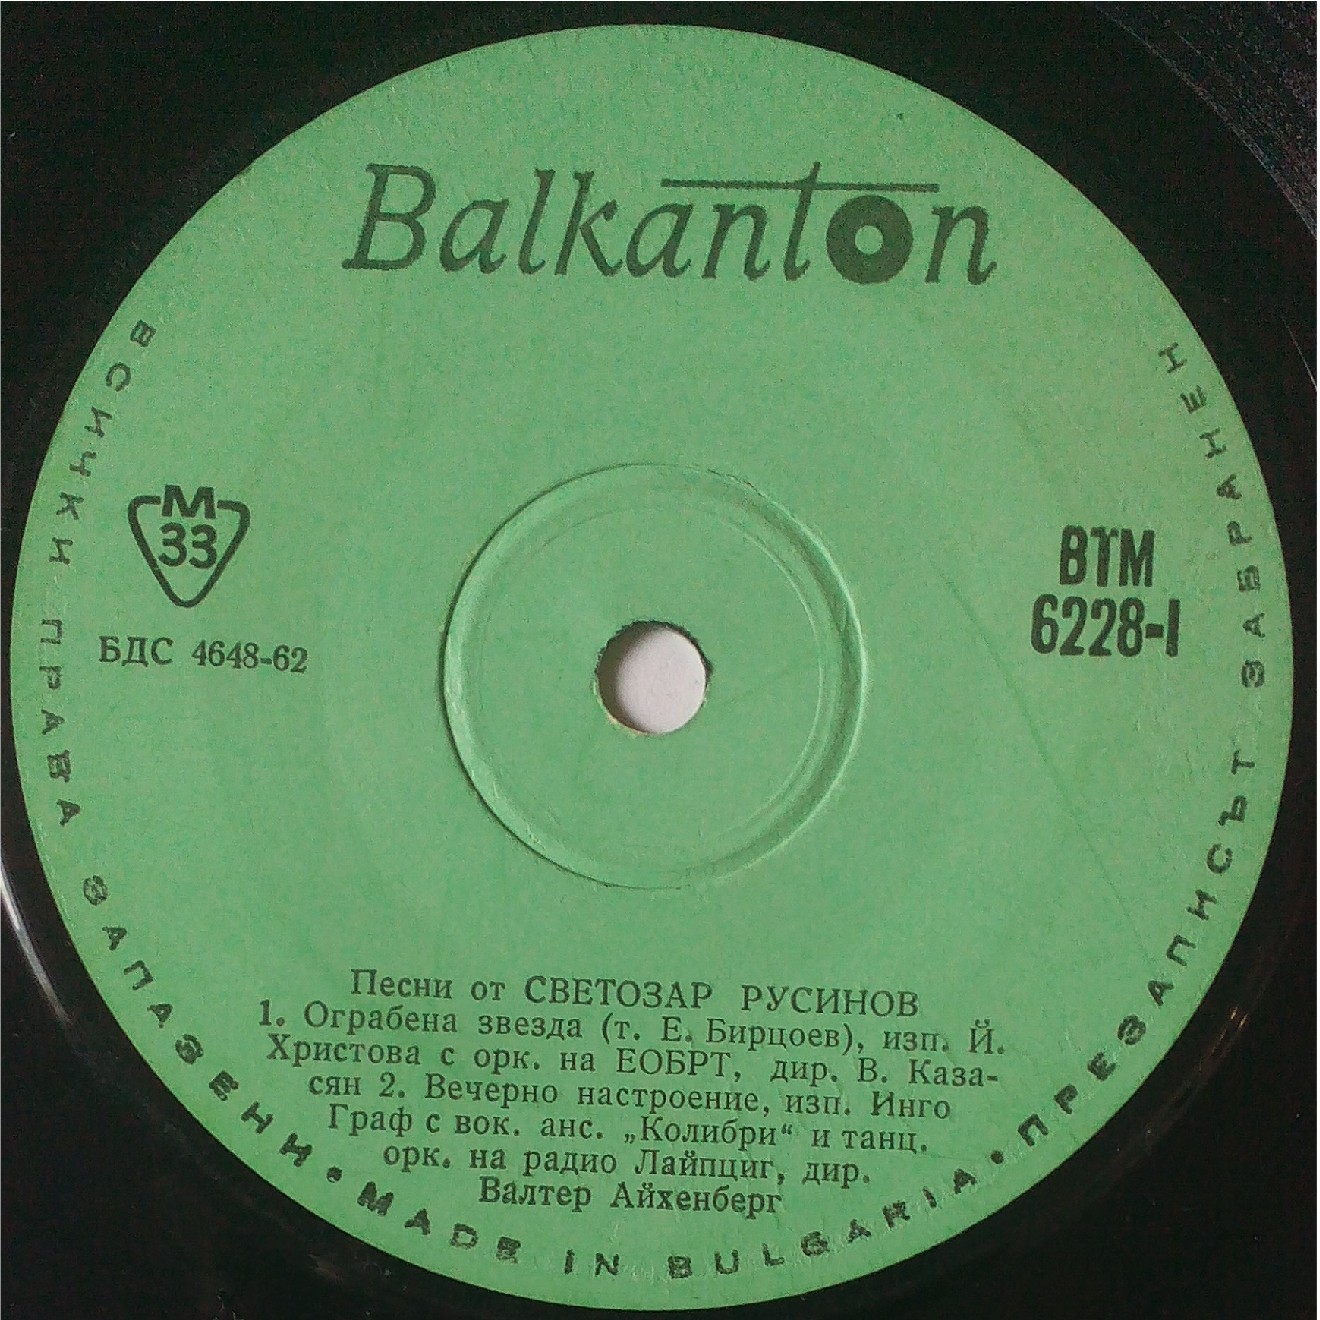 Balkanton
М
33
БДС 4648-62
ВТМ
6228-I
Песни от СВЕТОЗАР РУСИНОВ
1. Ограбена звезда (т. Е. Бирцоев), изп. Й.
Христова с орк. на ЕОБРТ, дир. В. Каза-
сян 2. Вечерно настроение, изп. Инго
Граф с вок. анс. „Колибри“ и танц.
орк. на радио Лайпциг, дир.
Валтер Айхенберг
ВСИЧКИ ПРАВА ЗАПАЗЕНИ • MADE IN BULGARIA • ПРЕЗАПИСЪТ ЗАБРАНЕН